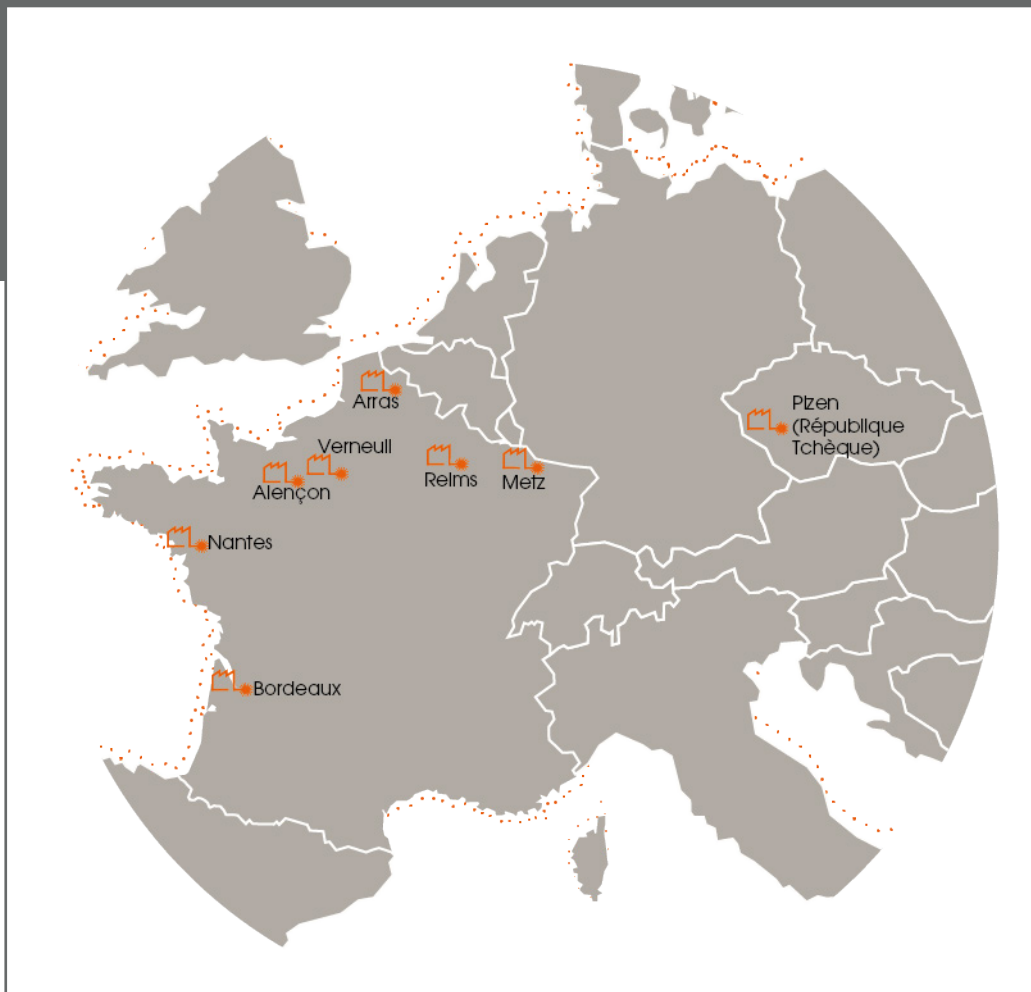 Arras
Verneuil
Reims
Metz
Alençon
Nantes
Bordeaux
Plzen
(République
Tchèque)